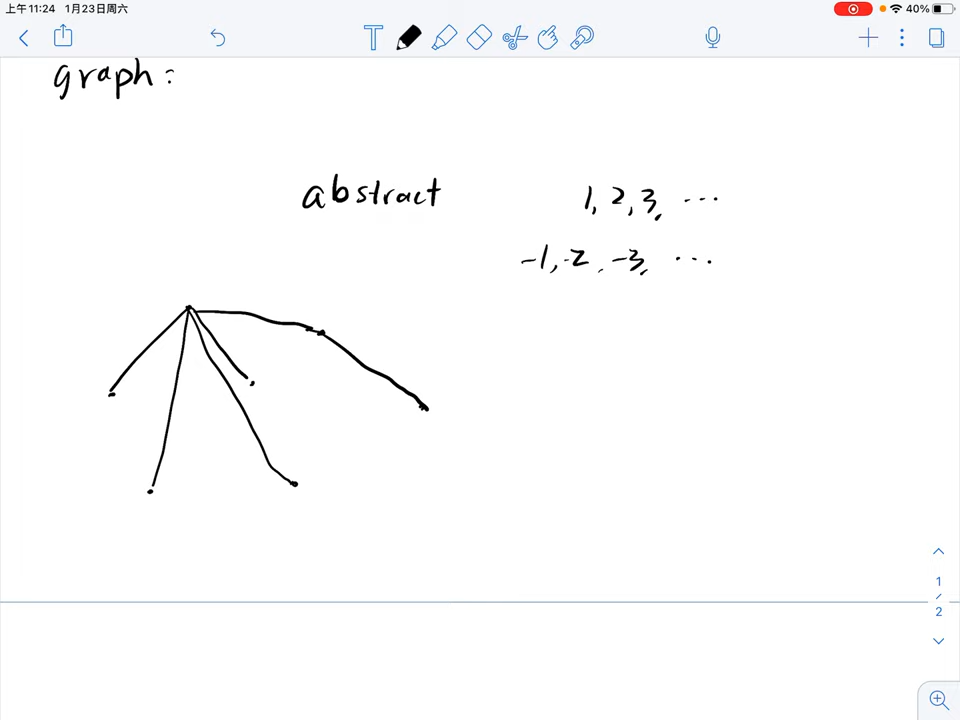 上午11:24 1月23日周六
40%
T
graph:
abstract
1, 2, 3, ...
-1, -2, -3, ...
1
/
2